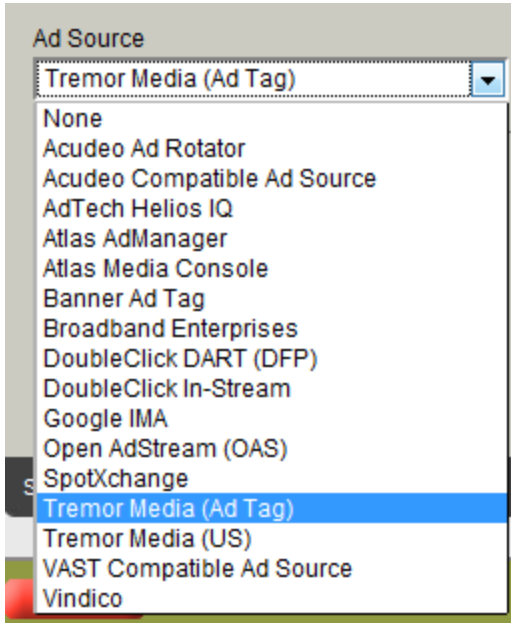 Ad Source
Tremor Media (Ad Tag)
None
Acudeo Ad Rotator
Acudeo Compatible Ad Source
AdTech Helios IQ
Atlas AdManager
Atlas Media Console
Banner Ad Tag
Broadband Enterprises
DoubleClick DART (DFP)
DoubleClick In-Stream
Google IMA
Open AdStream (OAS)
SpotXchange
Tremor Media (Ad Tag)
Tremor Media (US)
VAST Compatible Ad Source
Vindico